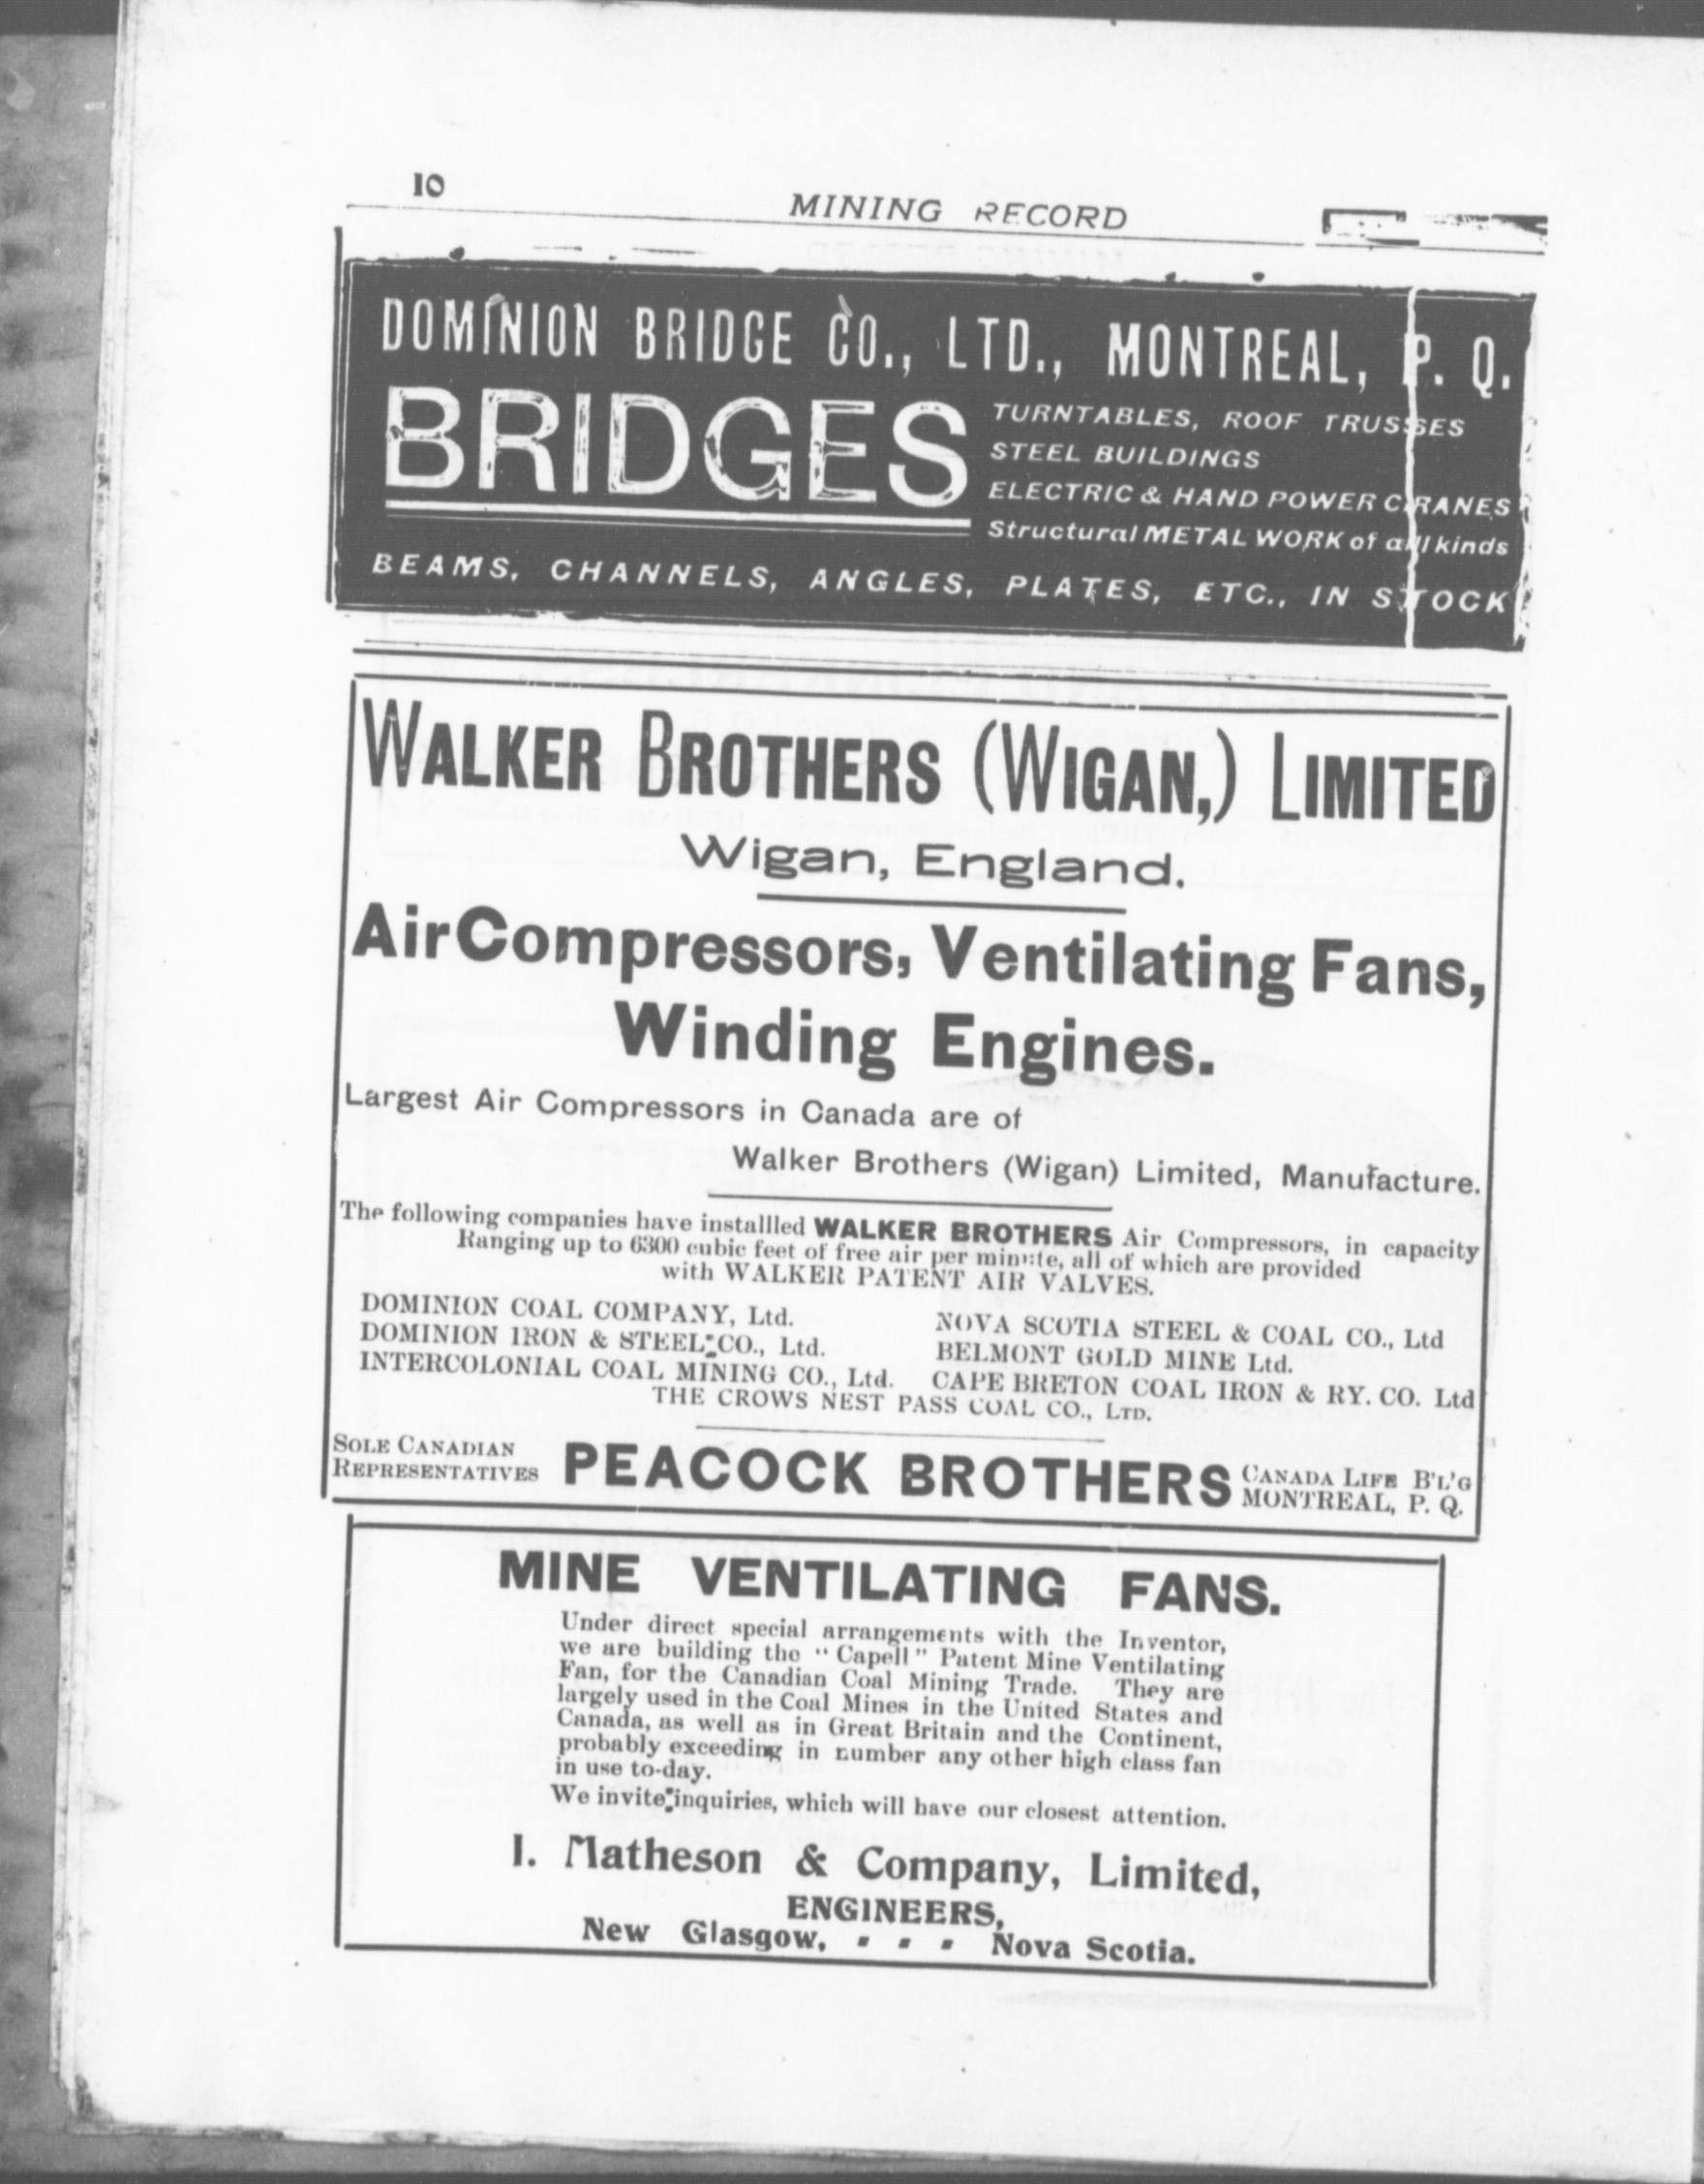 10
MINING RECORD
DOMINION BRIDGE CO., LTD., MONTREAL, P. Q.
BRIDGES
TURNTABLES, ROOF TRUSSES
STEEL BUILDINGS
ELECTRIC & HAND POWER CRANES
Structural METAL WORK of all kinds
BEAMS, CHANNELS, ANGLES, PLATES, ETC., IN STOCK
WALKER BROTHERS (WIGAN,) LIMITED
Wigan, England.
Air Compressors, Ventilating Fans,
Winding Engines.
Largest Air Compressors in Canada are of
Walker Brothers (Wigan) Limited, Manufacture.
The following companies have installled WALKER BROTHERS Air Compressors, in capacity
Ranging up to 6300 cubic feet of free air per minute, all of which are provided
with WALKER PATENT AIR VALVES.
DOMINION COAL COMPANY, Ltd.
DOMINION IRON & STEEL CO., Ltd.
INTERCOLONIAL COAL MINING CO., Ltd.
NOVA SCOTIA STEEL & COAL CO., Ltd
BELMONT GOLD MINE Ltd.
CAPE BRETON COAL IRON & RY. CO. Ltd
THE CROWS NEST PASS COAL CO., LTD.
SOLE CANADIAN
REPRESENTATIVES
PEACOCK BROTHERS
CANADA LIFE B'L'G
MONTREAL, P. Q.
MINE VENTILATING FANS.
Under direct special arrangements with the Inventor,
we are building the "Capell" Patent Mine Ventilating
Fan, for the Canadian Coal Mining Trade. They are
largely used in the Coal Mines in the United States and
Canada, as well as in Great Britain and the Continent,
probably exceeding in number any other high class fan
in use to-day.
We invite inquiries, which will have our closest attention.
I. Matheson & Company, Limited,
ENGINEERS,
New Glasgow, - - - Nova Scotia.